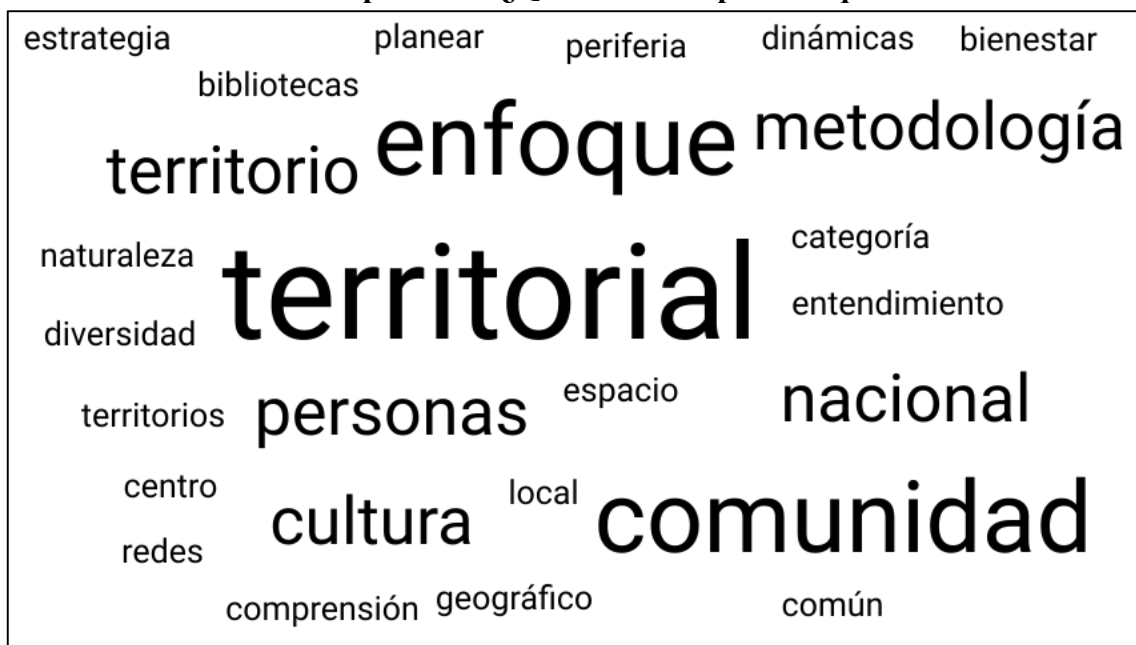 estrategia planear periferia dinámicas bienestar
bibliotecas
enfoque metodología
territorio
naturaleza territorial categoría
entendimiento
diversidad
territorios personas espacio nacional
centro cultura local comunidad
redes
comprensión geográfico común